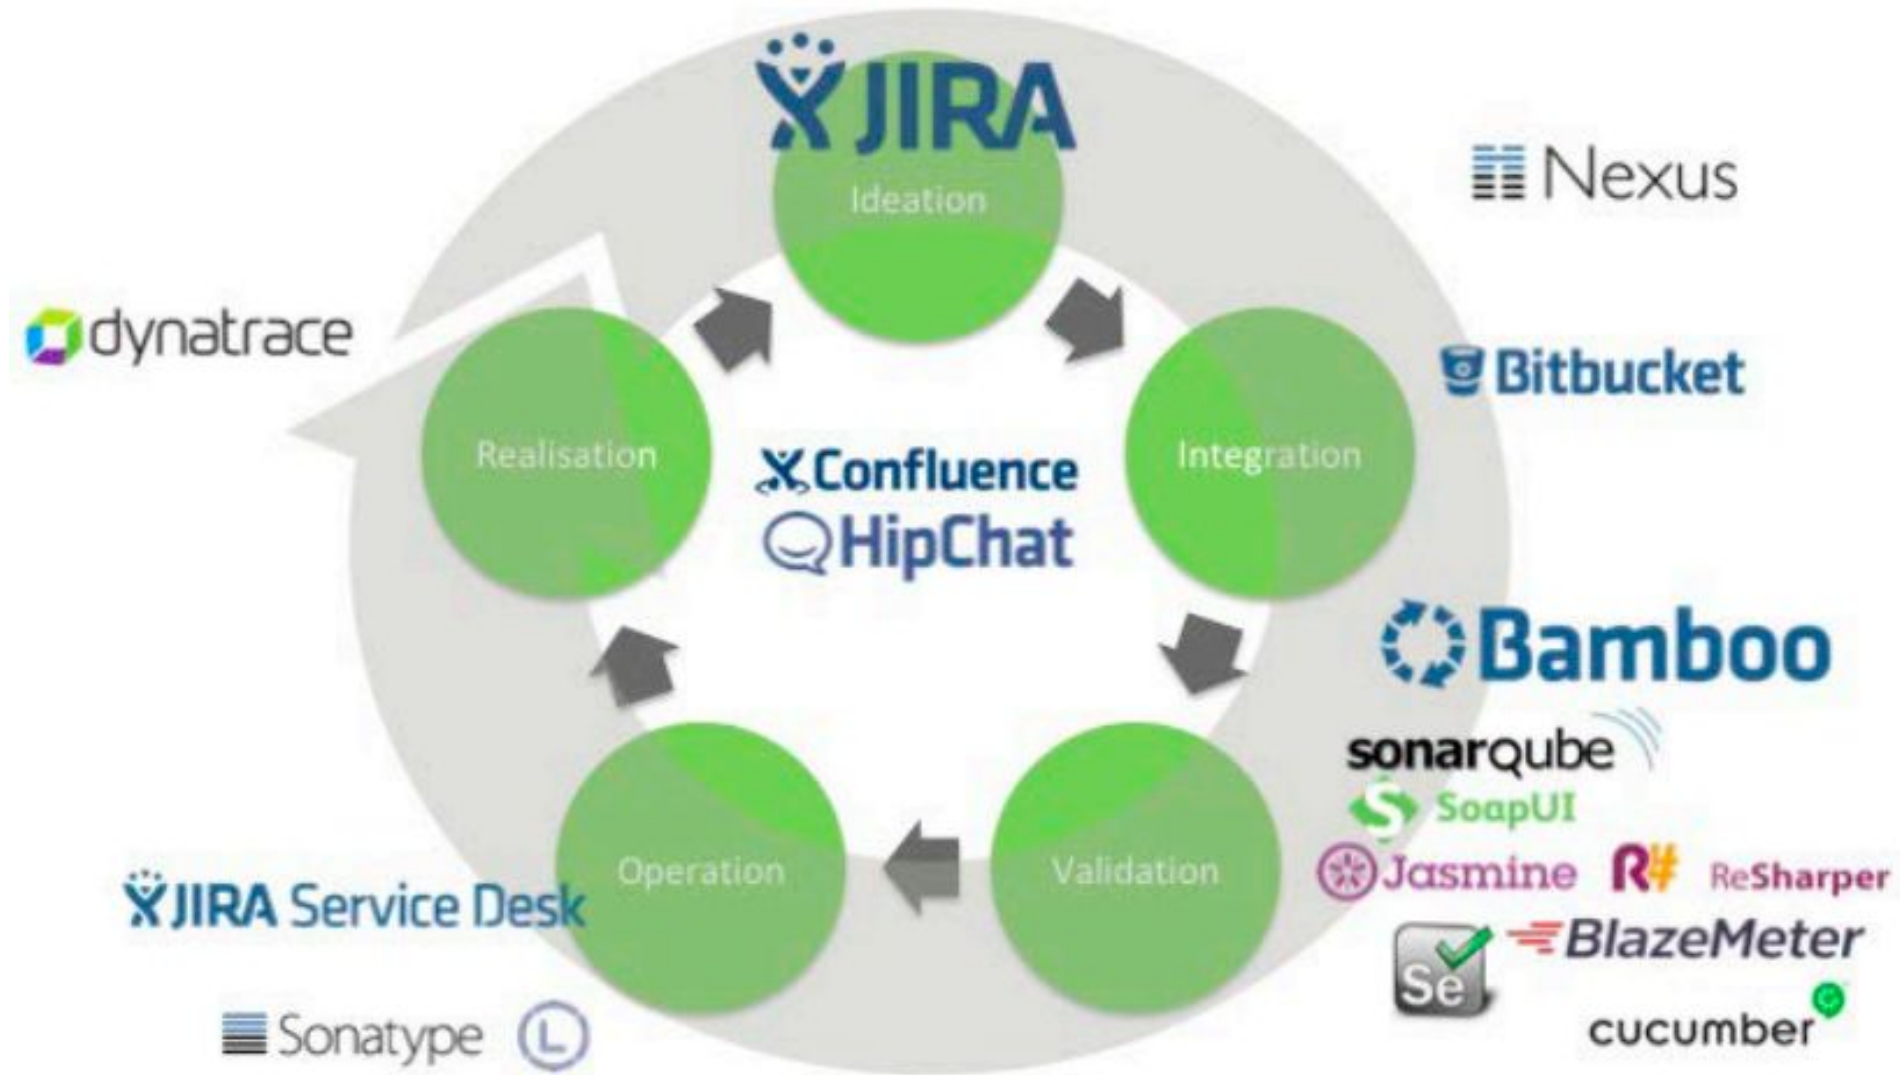 JIRA
Ideation
Nexus
dynatrace
Bitbucket
Realisation
Confluence
HipChat
Integration
Bamboo
sonarqube
SoapUI
Operation
Validation
Jasmine R# ReSharper
JIRA Service Desk
BlazeMeter
Se
cucumber
Sonatype L